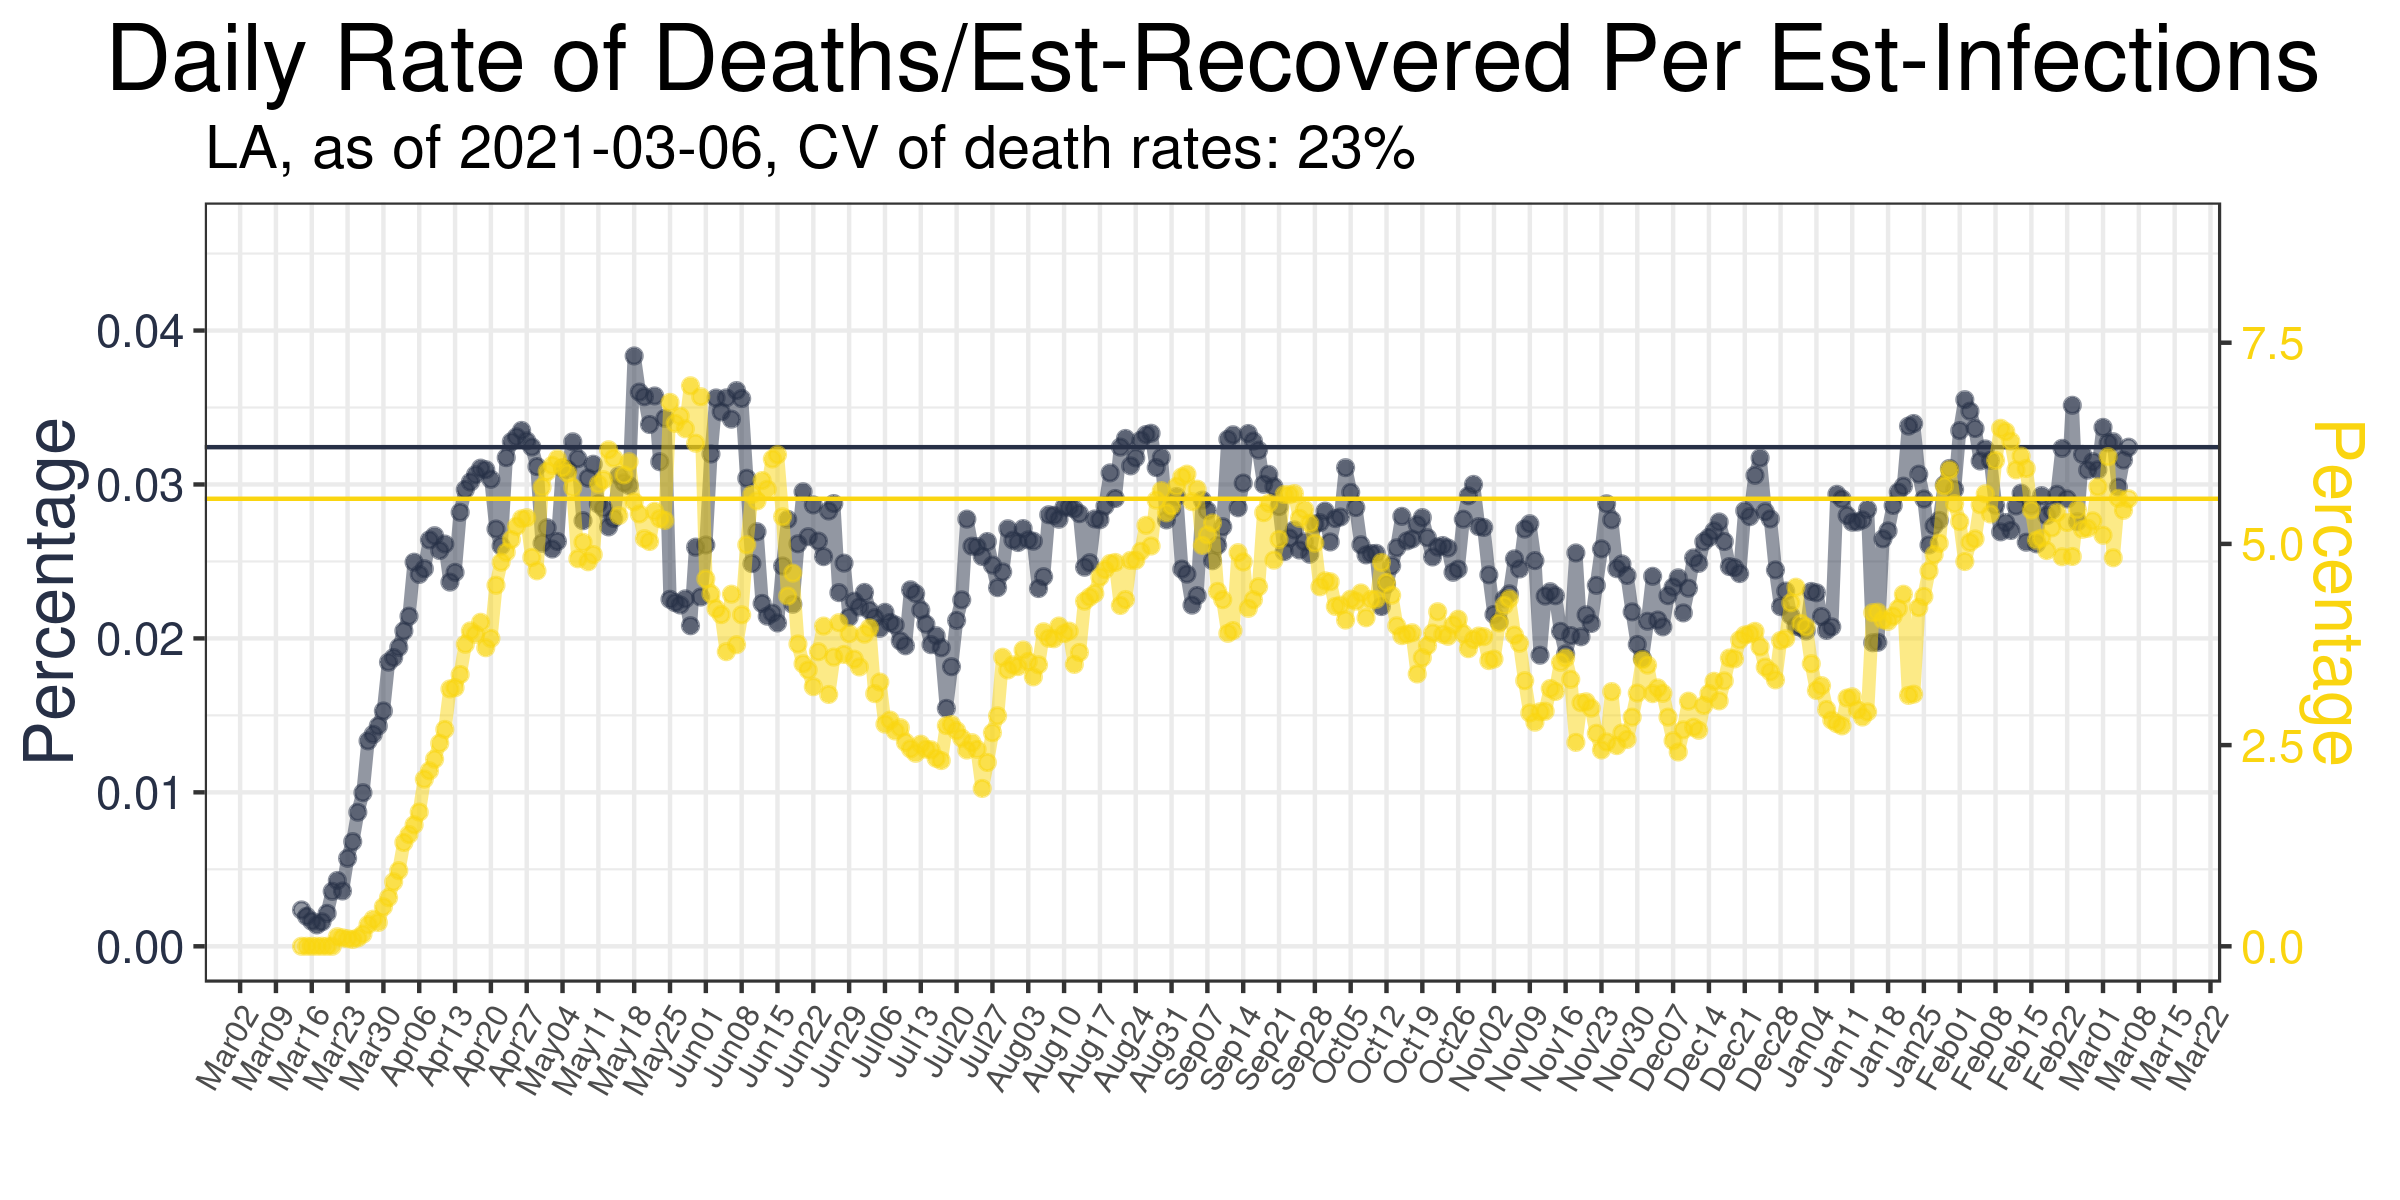 Daily Rate of Deaths/Est-Recovered Per Est-Infections
LA, as of 2021-03-06, CV of death rates: 23%
Percentage
0.04
0.03
0.02
0.01
0.00
7.5
5.0
2.5
0.0
Percentage
Mar02
Mar09
Mar16
Mar23
Mar30
Apr06
Apr13
Apr20
Apr27
May04
May11
May18
May25
Jun01
Jun08
Jun15
Jun22
Jun29
Jul06
Jul13
Jul20
Jul27
Aug03
Aug10
Aug17
Aug24
Aug31
Sep07
Sep14
Sep21
Sep28
Oct05
Oct12
Oct19
Oct26
Nov02
Nov09
Nov16
Nov23
Nov30
Dec07
Dec14
Dec21
Dec28
Jan04
Jan11
Jan18
Jan25
Feb01
Feb08
Feb15
Feb22
Mar01
Mar08
Mar15
Mar22